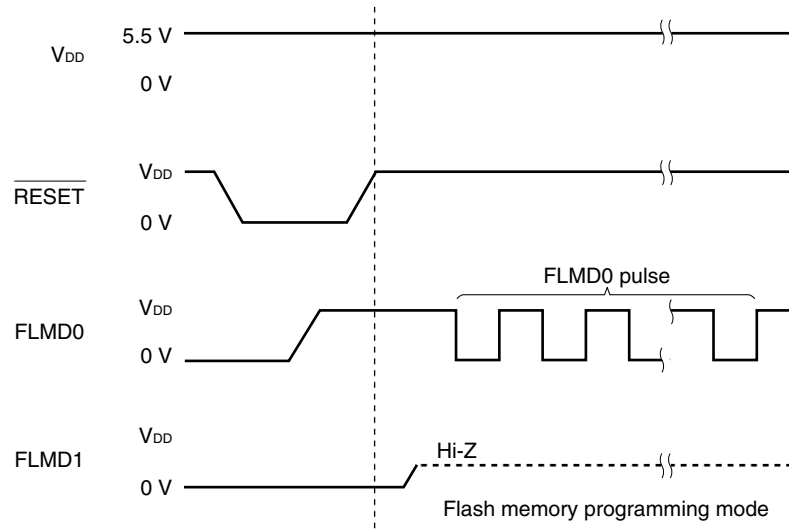 5.5 V
VDD
0 V
VDD
RESET
0 V
FLMD0 pulse
VDD
FLMD0
0 V
VDD
Hi-Z
FLMD1
0 V
Flash memory programming mode